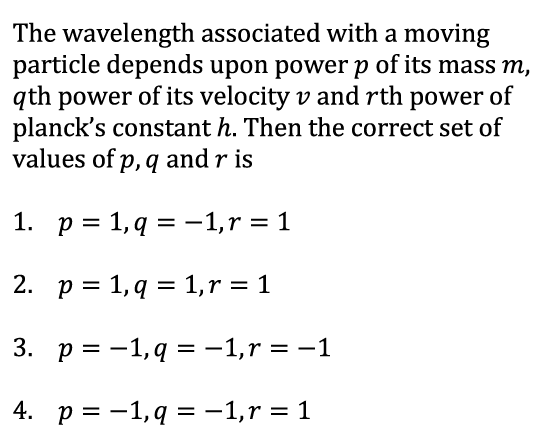 The wavelength associated with a moving
particle depends upon power p of its mass m,
qth power of its velocity v and rth power of
planck’s constant h. Then the correct set of
values of p, q and r is
1. p = 1, q = −1, r = 1
2. p = 1, q = 1, r = 1
3. p = −1, q = −1, r = −1
4. p = −1, q = −1, r = 1